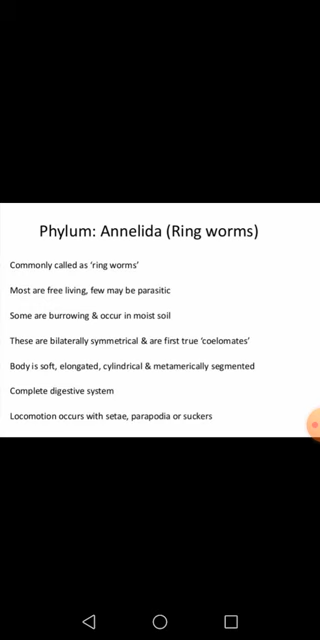 Phylum: Annelida (Ring worms)
Commonly called as ‘ring worms’
Most are free living, few may be parasitic
Some are burrowing & occur in moist soil
These are bilaterally symmetrical & are first true ‘coelomates’
Body is soft, elongated, cylindrical & metamerically segmented
Complete digestive system
Locomotion occurs with setae, parapodia or suckers